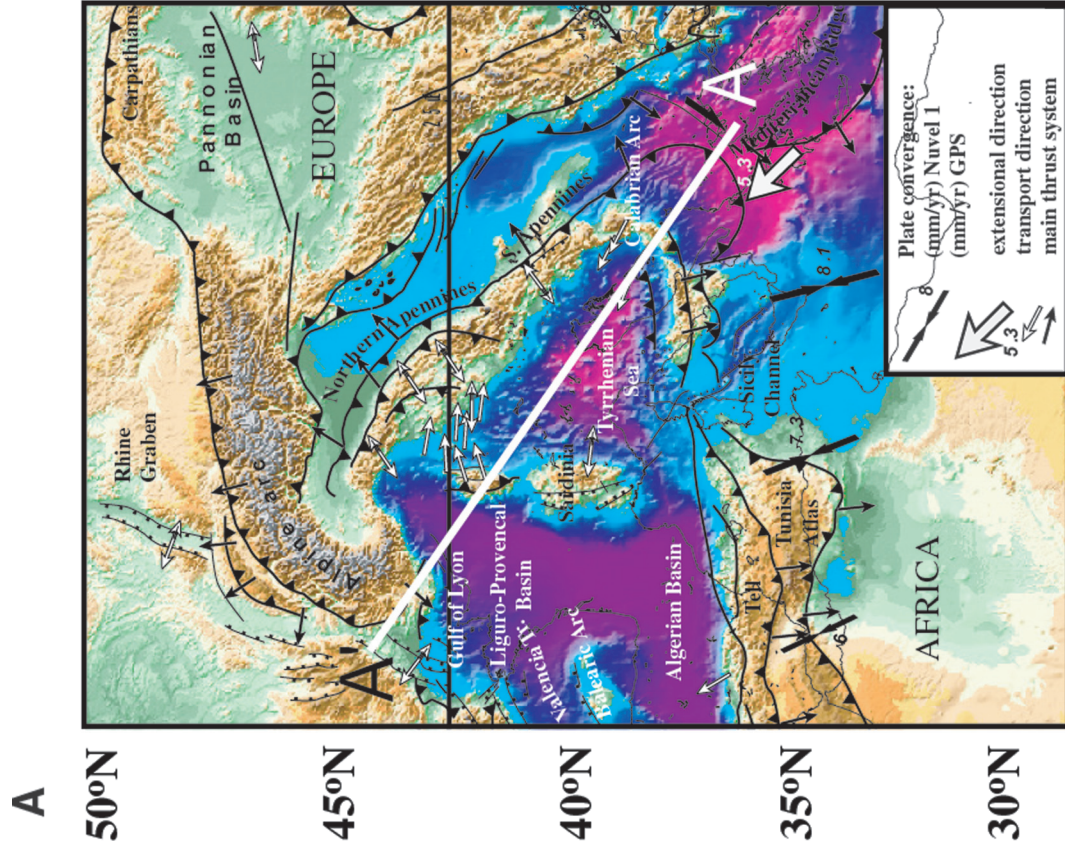 A
50ºN
45ºN
40ºN
35ºN
30ºN
Carpathians
Pannonian
Basin
EUROPE
Rhine
Graben
Alpine arc
Northern Apennines
S. Apennines
Calabrian Arc
Mediterranean Ridge
A
A'
Gulf of Lyon
Liguro-Provencal
Basin
Valencia Tr.
Balearic Arc
Algerian Basin
Sardinia
Tyrrhenian
Sea
Sicily
Channel
Tell ?
Tunisia
Atlas
AFRICA
5.3
8.1
7.3
6
Plate convergence:
8 (mm/yr) Nuvel 1
5.3 (mm/yr) GPS
extensional direction
transport direction
main thrust system